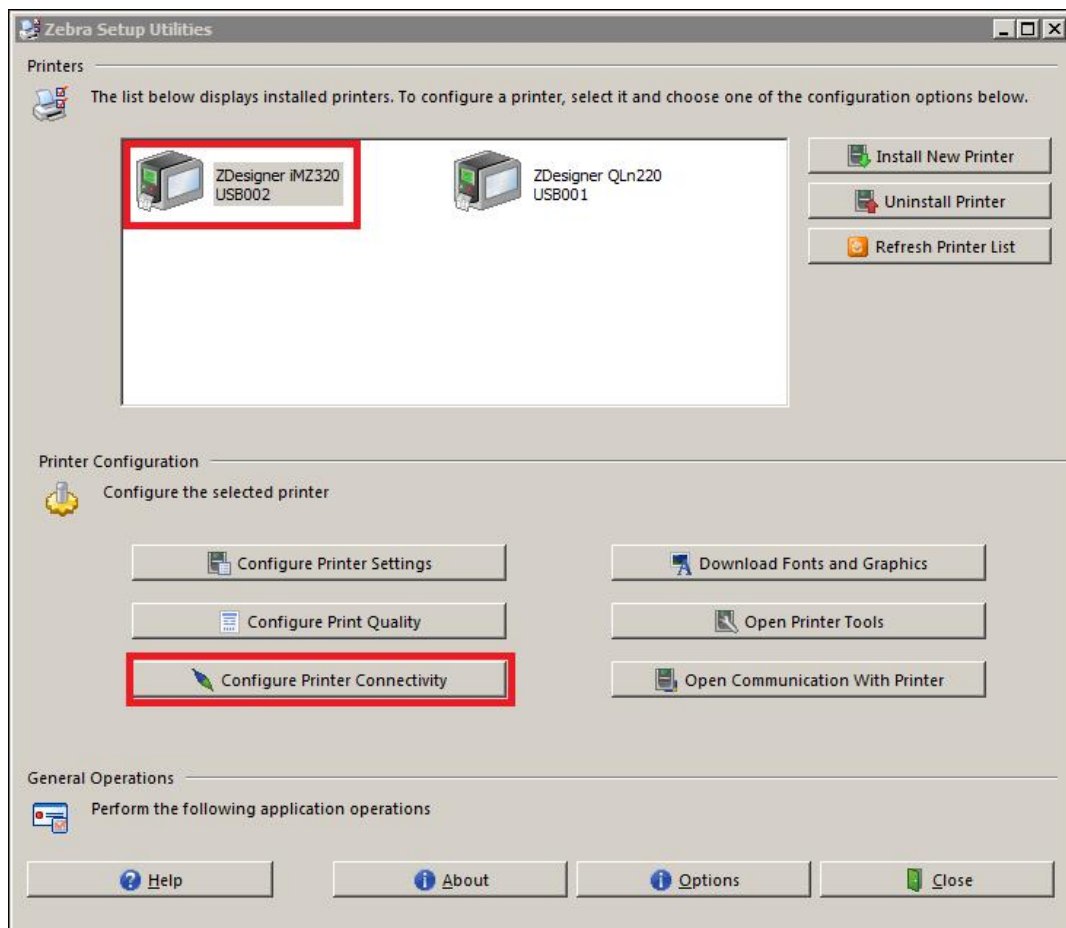 Zebra Setup Utilities
Printers
The list below displays installed printers. To configure a printer, select it and choose one of the configuration options below.
ZDesigner iMZ320
USB002
ZDesigner QLn220
USB001
Install New Printer
Uninstall Printer
Refresh Printer List
Printer Configuration
Configure the selected printer
Configure Printer Settings
Download Fonts and Graphics
Configure Print Quality
Open Printer Tools
Configure Printer Connectivity
Open Communication With Printer
General Operations
Perform the following application operations
Help
About
Options
Close